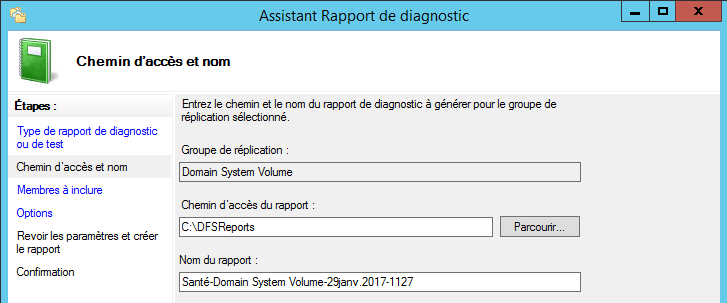 Assistant Rapport de diagnostic
Chemin d'accès et nom
Étapes :
Type de rapport de diagnostic
ou de test
Chemin d'accès et nom
Membres à inclure
Options
Revoir les paramètres et créer
le rapport
Confirmation
Entrez le chemin et le nom du rapport de diagnostic à générer pour le groupe de
réplication sélectionné.
Groupe de réplication :
Domain System Volume
Chemin d'accès du rapport :
C:\DFSReports
Parcourir...
Nom du rapport :
Santé-Domain System Volume-29janv.2017-1127